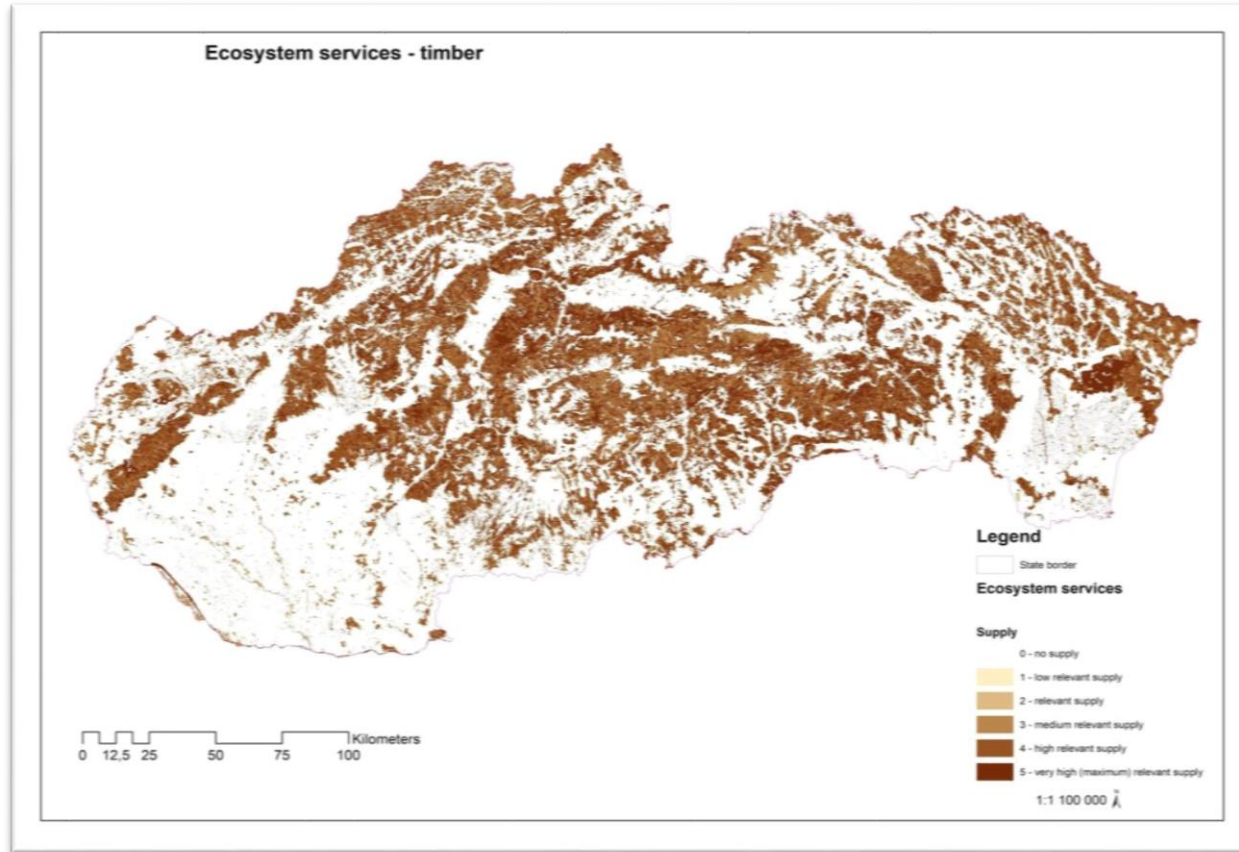 Ecosystem services - timber
Legend
State border
Ecosystem services
Supply
0 - no supply
1 - low relevant supply
2 - relevant supply
3 - medium relevant supply
4 - high relevant supply
5 - very high (maximum) relevant supply
1:1 100 000
N
Kilometers
0 12,5 25 50 75 100